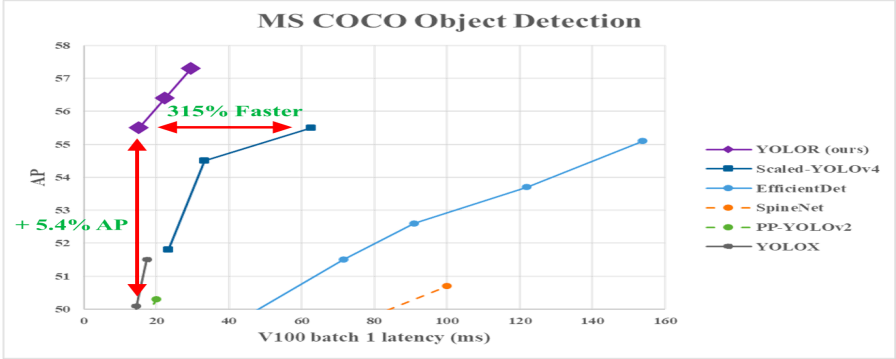 MS COCO Object Detection
AP
58
57
56
55
54
53
52
51
50
315% Faster
+ 5.4% AP
0
20
40
60
80
100
120
140
160
V100 batch 1 latency (ms)
YOLOR (ours)
Scaled-YOLOv4
EfficientDet
SpineNet
PP-YOLOv2
YOLOX